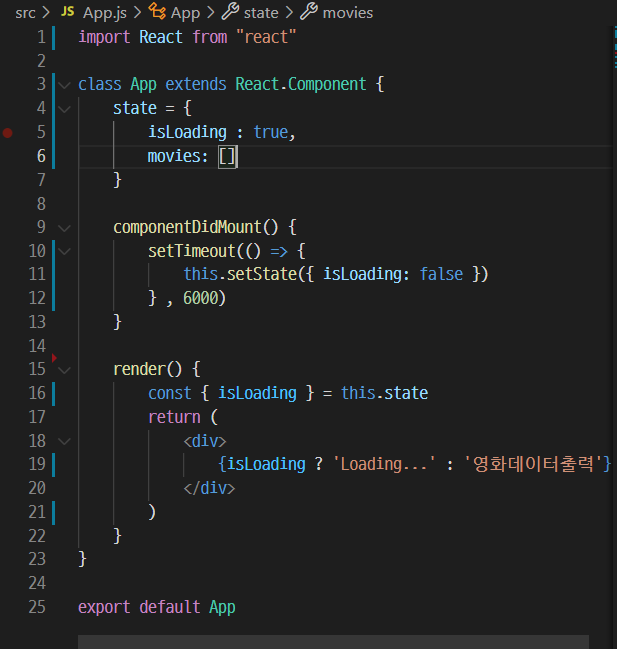 src > JS App.js > App > state > movies
1 import React from "react"
2
3 class App extends React.Component {
4 state = {
5 isLoading : true,
6 movies: []
7 }
8
9 componentDidMount() {
10 setTimeout(() => {
11 this.setState({ isLoading: false })
12 } , 6000)
13 }
14
15 render() {
16 const { isLoading } = this.state
17 return (
18 <div>
19 {isLoading ? 'Loading...' : '영화데이터출력'}
20 </div>
21 )
22 }
23 }
24
25 export default App